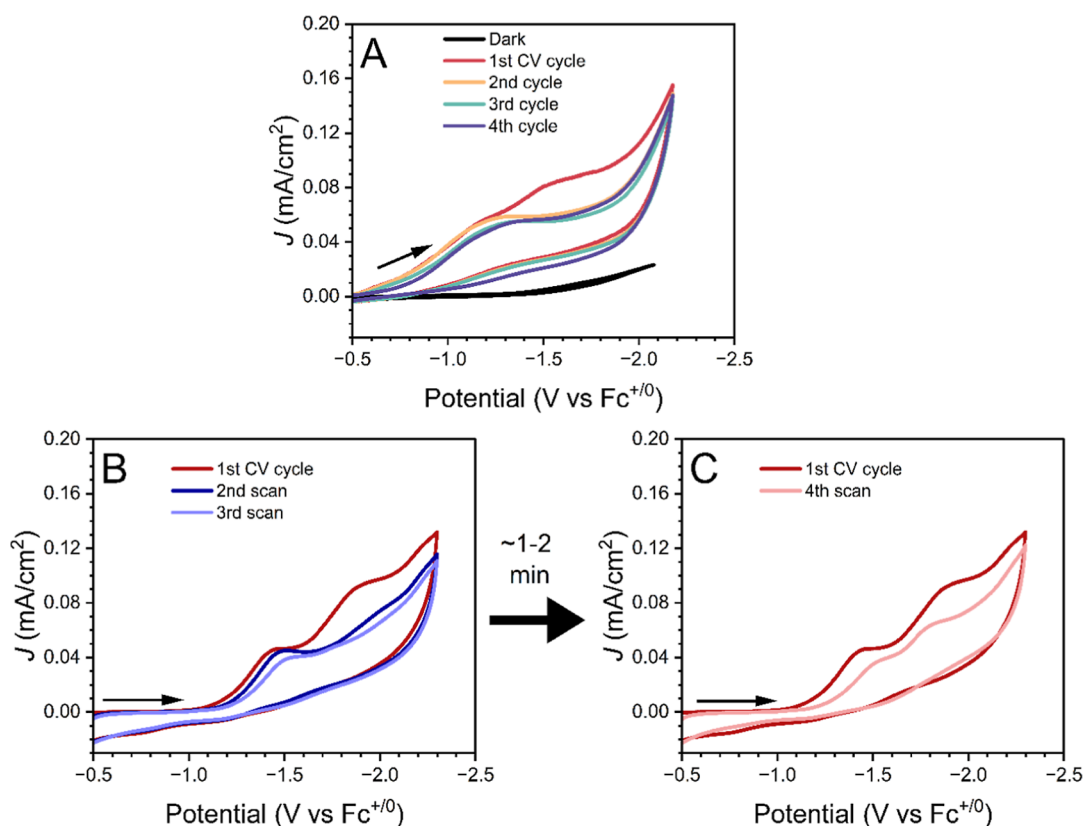 A
Dark
1st CV cycle
2nd cycle
3rd cycle
4th cycle
0.20
0.16
0.12
0.08
0.04
0.00
J (mA/cm²)
−0.5 −1.0 −1.5 −2.0 −2.5
Potential (V vs Fc⁺ᐟ⁰)
B
1st CV cycle
2nd scan
3rd scan
0.20
0.16
0.12
0.08
0.04
0.00
J (mA/cm²)
−0.5 −1.0 −1.5 −2.0 −2.5
Potential (V vs Fc⁺ᐟ⁰)
~1-2
min
C
1st CV cycle
4th scan
0.20
0.16
0.12
0.08
0.04
0.00
J (mA/cm²)
−0.5 −1.0 −1.5 −2.0 −2.5
Potential (V vs Fc⁺ᐟ⁰)